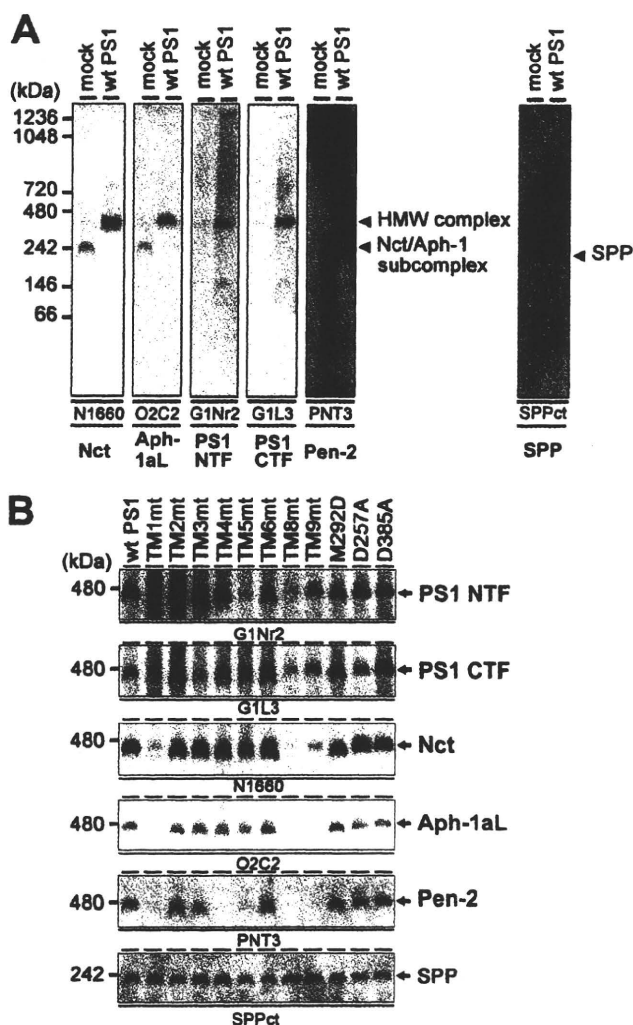 A
mock wt PS1 mock wt PS1 mock wt PS1 mock wt PS1 mock wt PS1 mock wt PS1
(kDa)
1236
1048
720
480
242
146
66
HMW complex
Nct/Aph-1
subcomplex
SPP
N1660 O2C2 G1Nr2 G1L3 PNT3 SPPct
Nct Aph-1aL PS1 NTF PS1 CTF Pen-2 SPP
B
wt PS1 TM1mt TM2mt TM3mt TM4mt TM5mt TM6mt TM8mt TM9mt M292D D257A D385A
(kDa)
480 PS1 NTF
G1Nr2
480 PS1 CTF
G1L3
480 Nct
N1660
480 Aph-1aL
O2C2
480 Pen-2
PNT3
242 SPP
SPPct